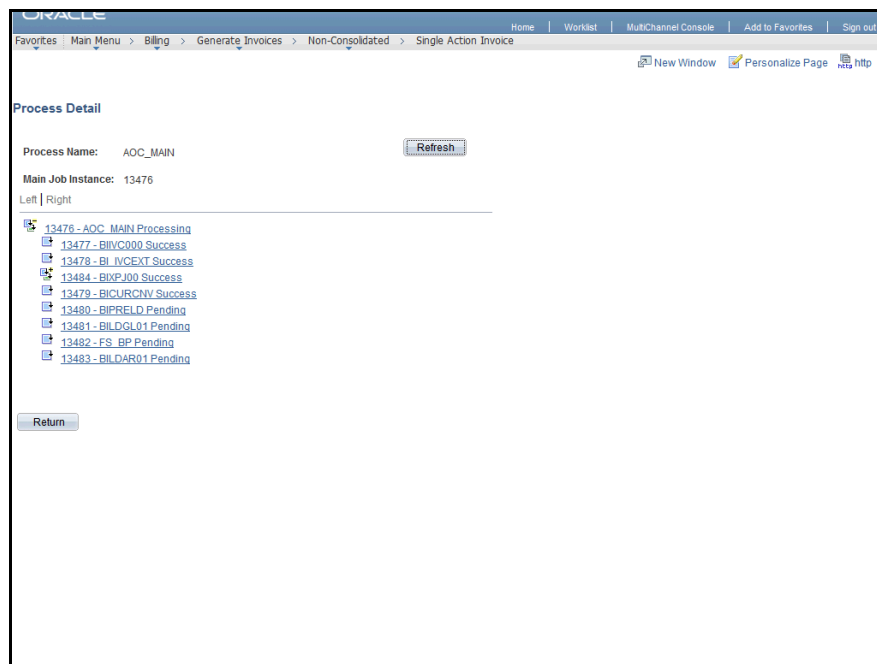 ORACLE
Home | Worklist | MultiChannel Console | Add to Favorites | Sign out
Favorites Main Menu > Billing > Generate Invoices > Non-Consolidated > Single Action Invoice
New Window Personalize Page http
Process Detail
Process Name: AOC_MAIN Refresh
Main Job Instance: 13476
Left | Right
13476 - AOC_MAIN Processing
13477 - BIIVC000 Success
13478 - BI_IVCEXT Success
13484 - BIXPJ00 Success
13479 - BICURCNV Success
13480 - BIPRELD Pending
13481 - BILDGL01 Pending
13482 - FS_BP Pending
13483 - BILDAR01 Pending
Return